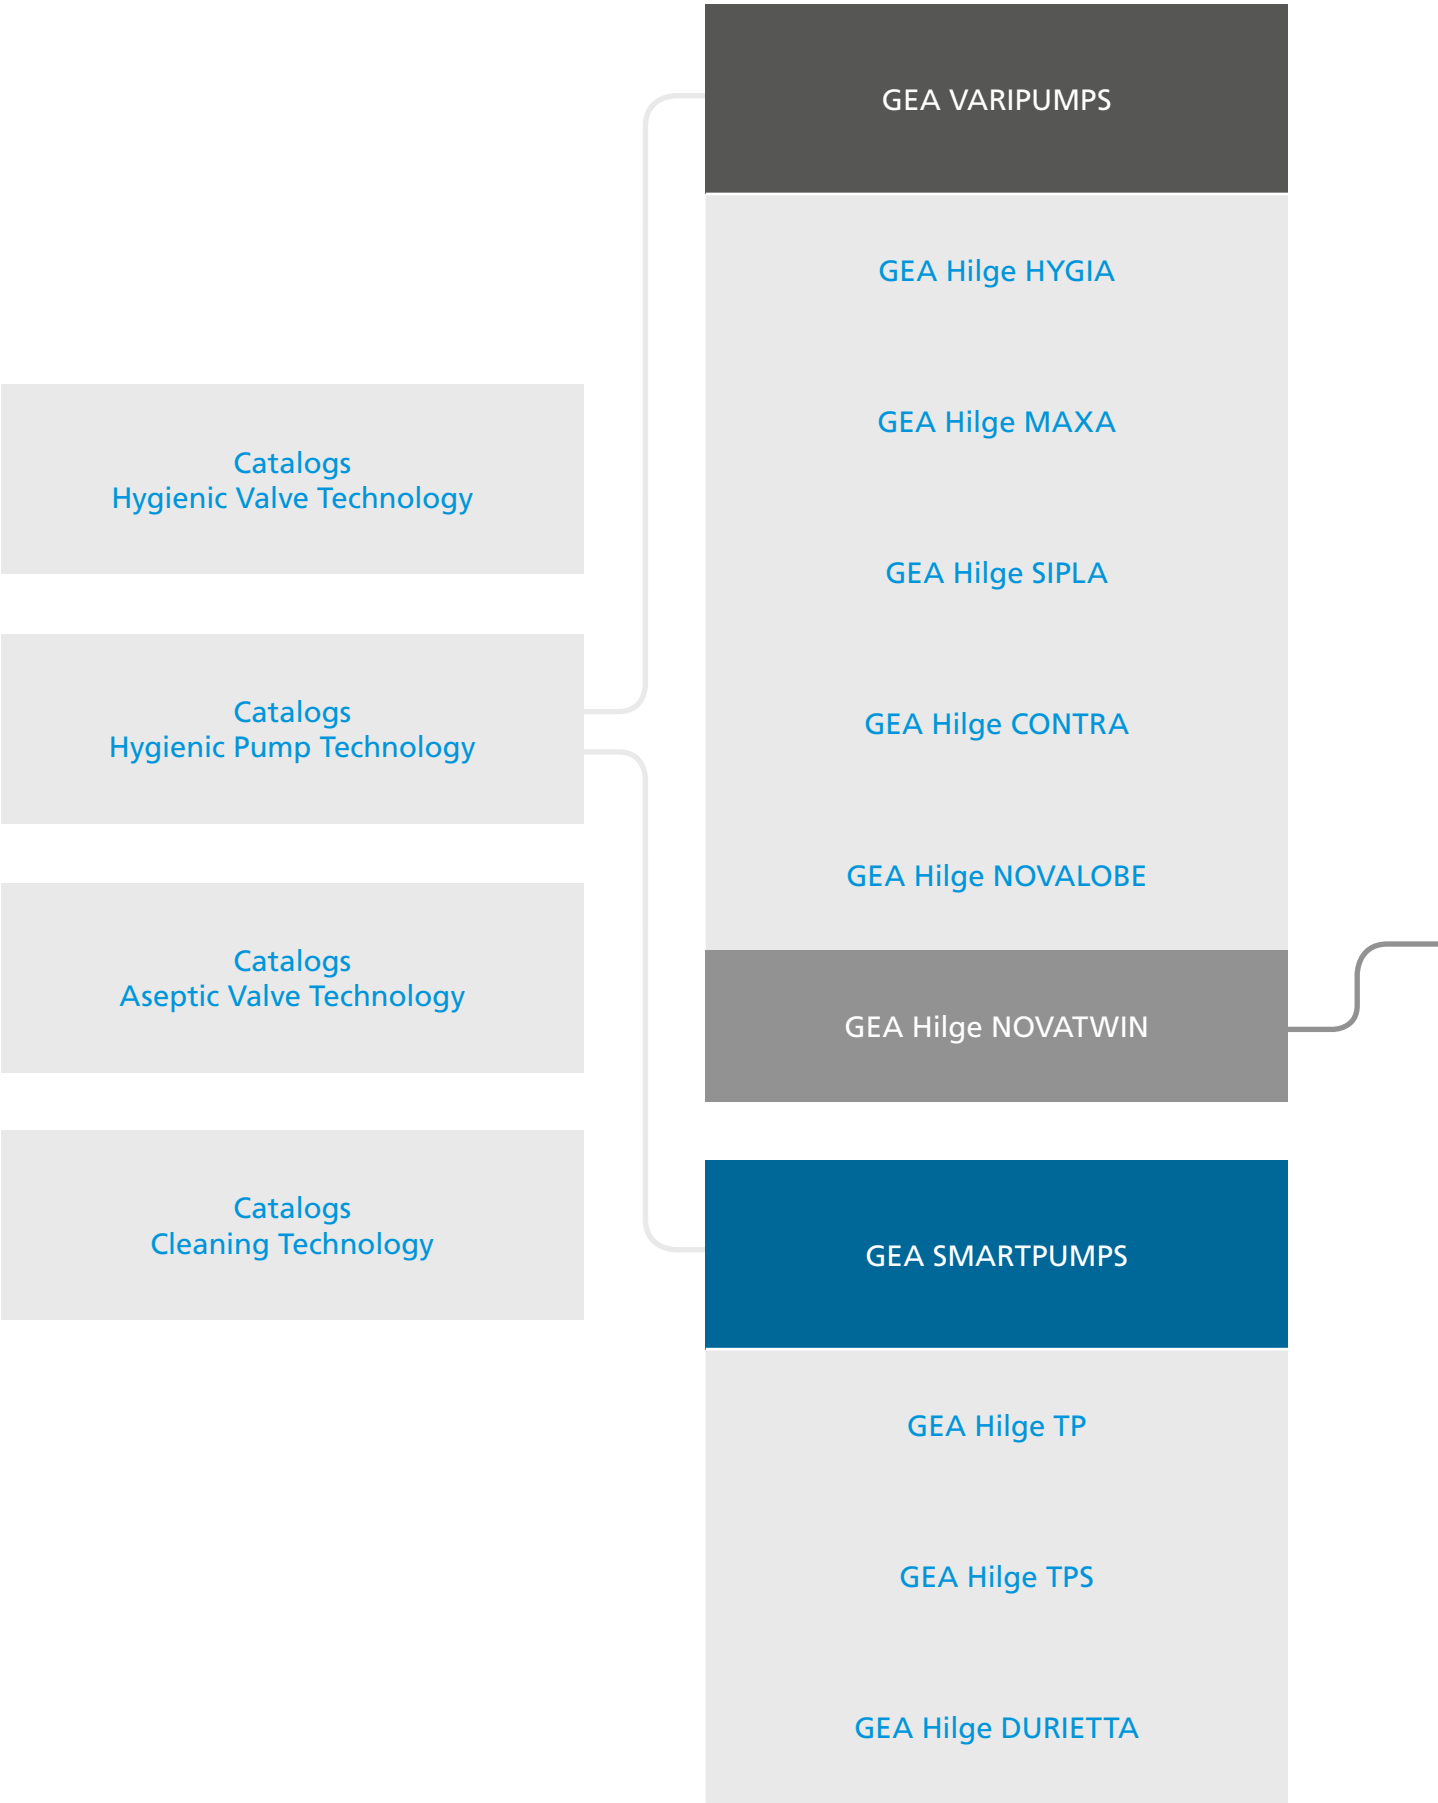 Catalogs
Hygienic Valve Technology
Catalogs
Hygienic Pump Technology
Catalogs
Aseptic Valve Technology
Catalogs
Cleaning Technology
GEA VARIPUMPS
GEA Hilge HYGIA
GEA Hilge MAXA
GEA Hilge SIPLA
GEA Hilge CONTRA
GEA Hilge NOVALOBE
GEA Hilge NOVATWIN
GEA SMARTPUMPS
GEA Hilge TP
GEA Hilge TPS
GEA Hilge DURIETTA